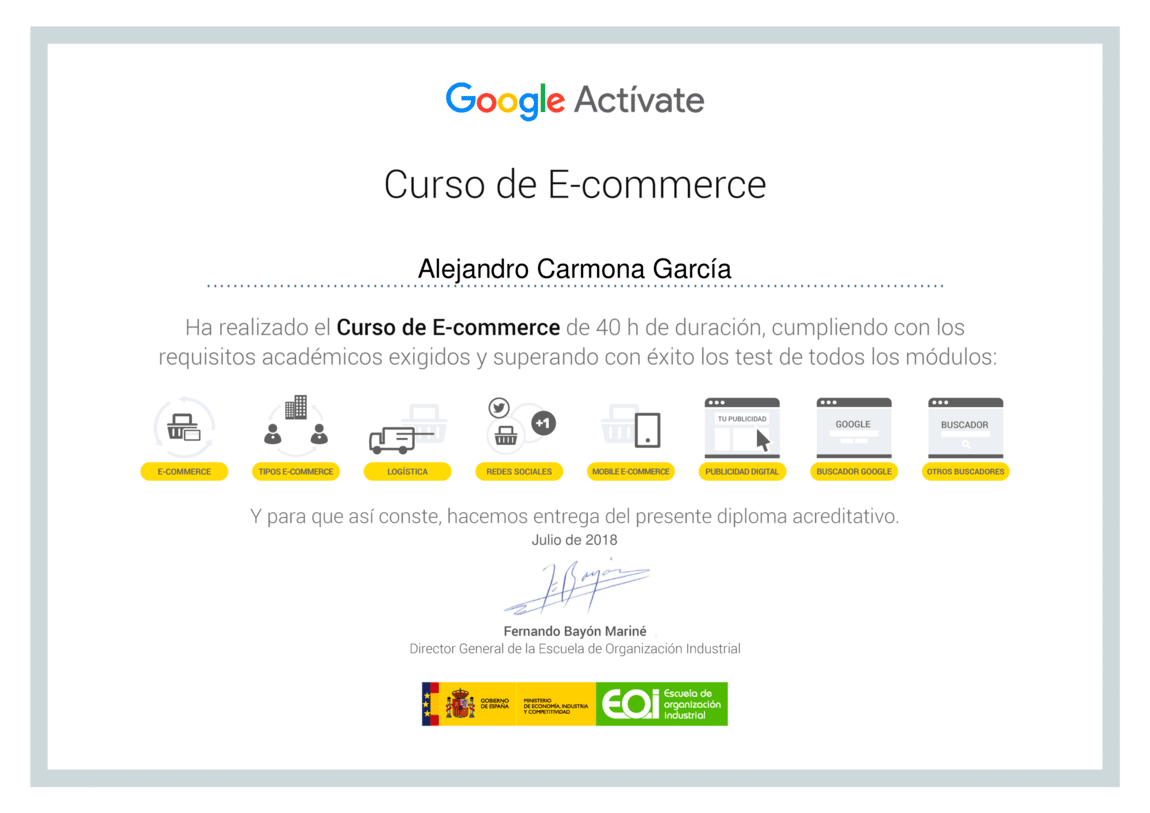 Google Actívate
Curso de E-commerce
Alejandro Carmona García
Ha realizado el Curso de E-commerce de 40 h de duración, cumpliendo con los
requisitos académicos exigidos y superando con éxito los test de todos los módulos:
+1
TU PUBLICIDAD
GOOGLE
BUSCADOR
E-COMMERCE
TIPOS E-COMMERCE
LOGÍSTICA
REDES SOCIALES
MOBILE E-COMMERCE
PUBLICIDAD DIGITAL
BUSCADOR GOOGLE
OTROS BUSCADORES
Y para que así conste, hacemos entrega del presente diploma acreditativo.
Julio de 2018
F. Bayón
Fernando Bayón Mariné
Director General de la Escuela de Organización Industrial
GOBIERNO
DE ESPAÑA
MINISTERIO
DE ECONOMÍA, INDUSTRIA
Y COMPETITIVIDAD
EOI
Escuela de
organización
industrial